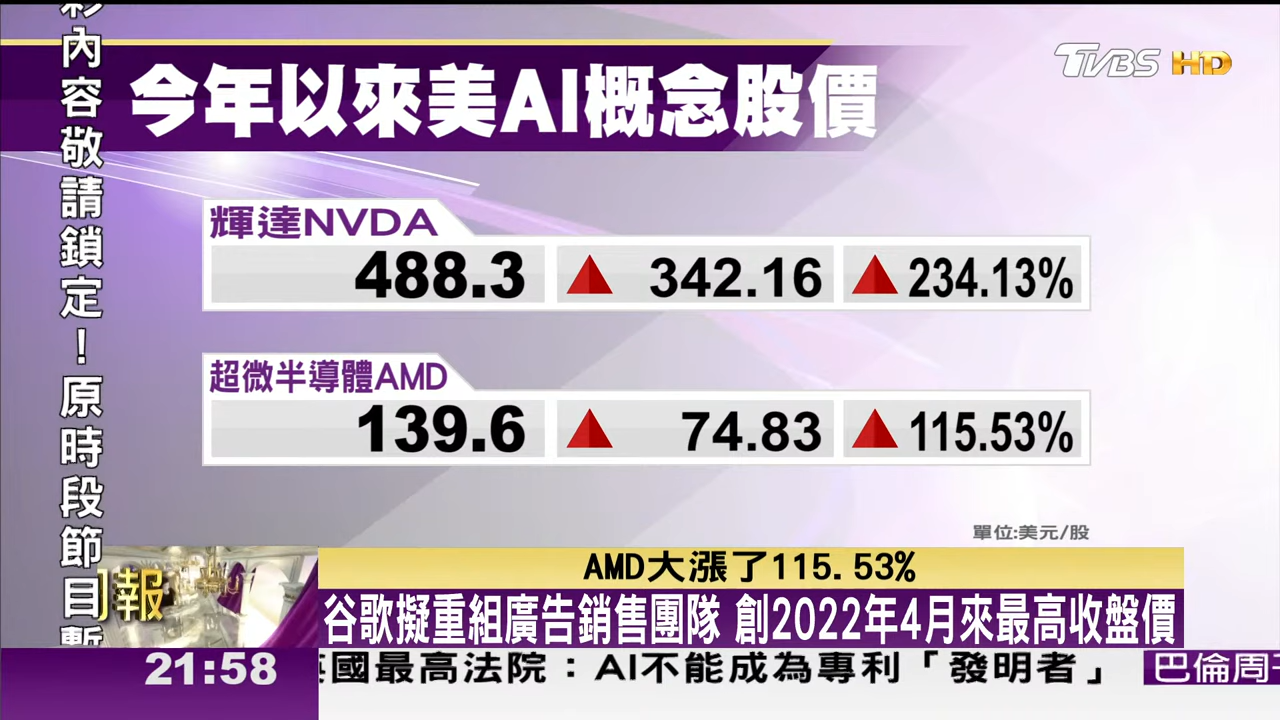 今年以來美AI概念股價
TVBS HD
彩內容敬請鎖定！原時段節目暫
輝達NVDA
488.3 ▲ 342.16 ▲ 234.13%
超微半導體AMD
139.6 ▲ 74.83 ▲ 115.53%
單位:美元/股
報
AMD大漲了115.53%
谷歌擬重組廣告銷售團隊 創2022年4月來最高收盤價
21:58
英國最高法院：AI不能成為專利「發明者」 巴倫周